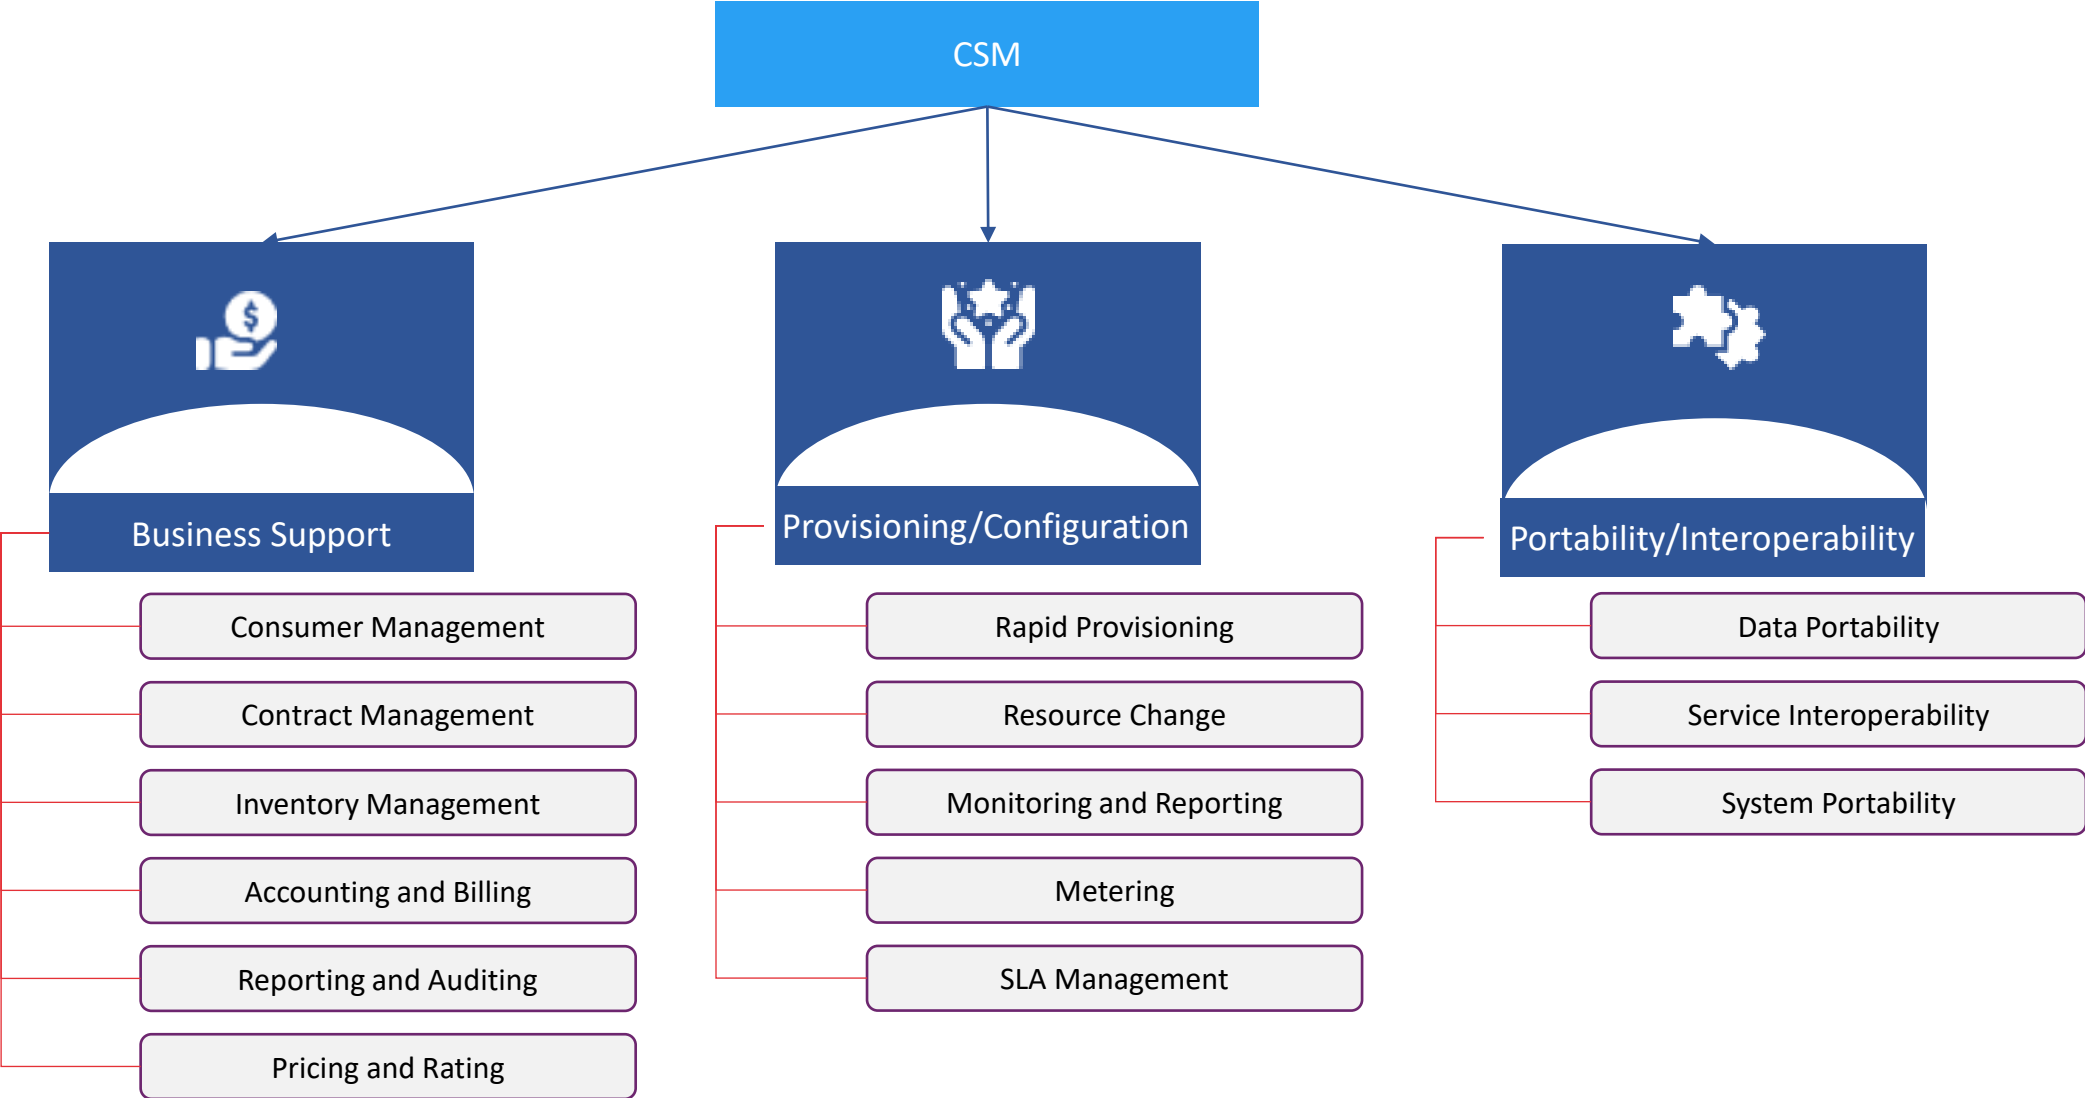 CSM
$
Business Support
Consumer Management
Contract Management
Inventory Management
Accounting and Billing
Reporting and Auditing
Pricing and Rating
Provisioning/Configuration
Rapid Provisioning
Resource Change
Monitoring and Reporting
Metering
SLA Management
Portability/Interoperability
Data Portability
Service Interoperability
System Portability